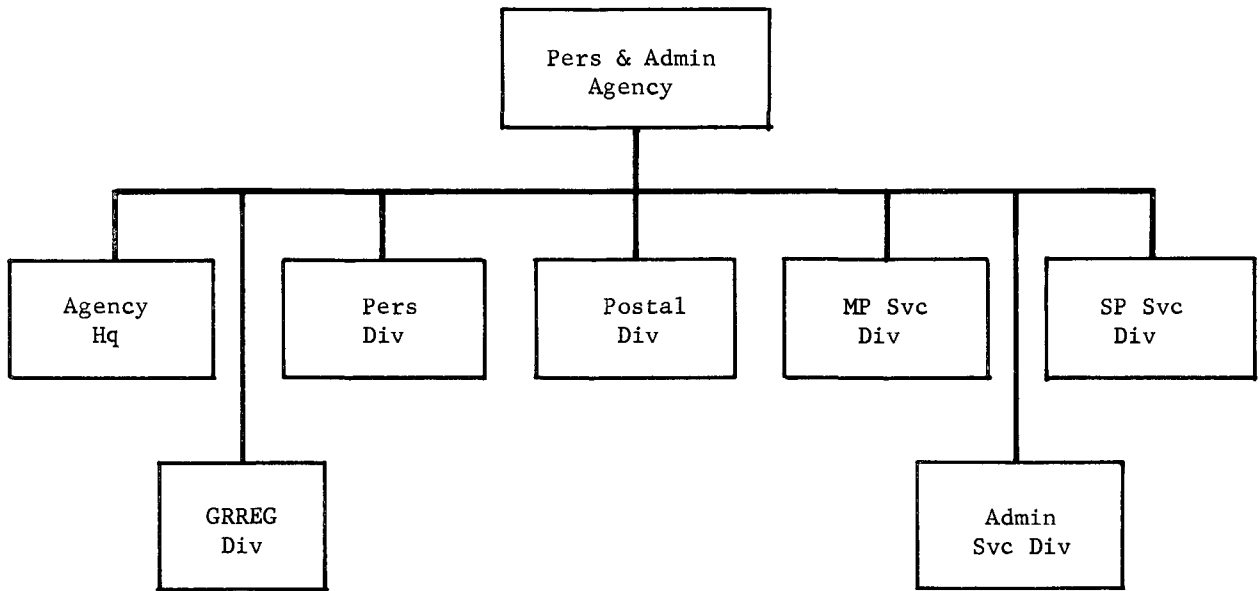 Pers & Admin
Agency
Agency
Hq
Pers
Div
Postal
Div
MP Svc
Div
SP Svc
Div
GRREG
Div
Admin
Svc Div